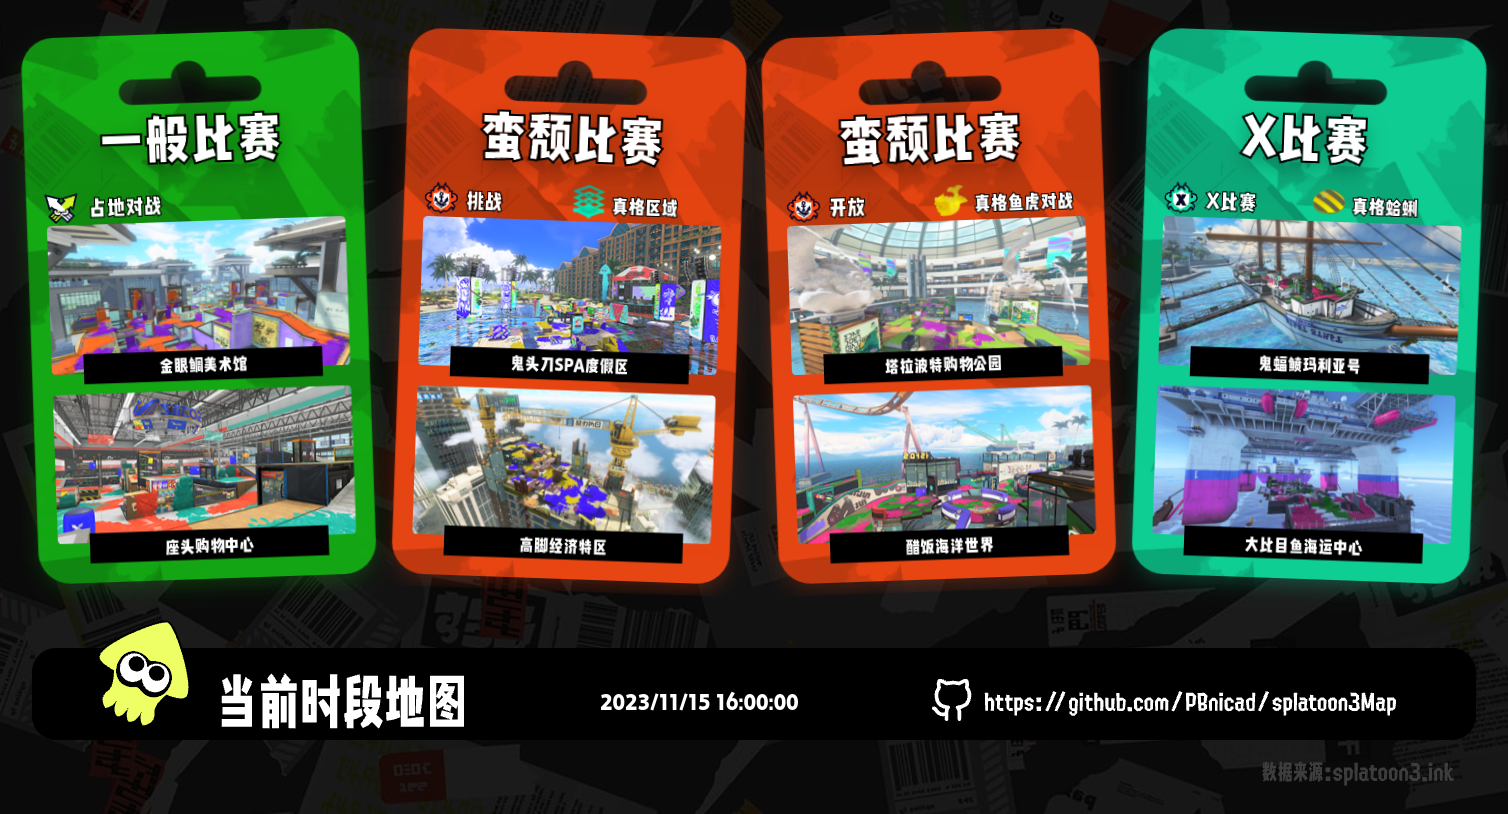 一般比赛
占地对战
金眼鲷美术馆
座头购物中心
蛮颓比赛
挑战
真格区域
鬼头刀SPA度假区
高脚经济特区
蛮颓比赛
开放
真格鱼虎对战
塔拉波特购物公园
醋饭海洋世界
X比赛
X比赛
真格蛤蜊
鬼蝠鲼玛利亚号
大比目鱼海运中心
当前时段地图
2023/11/15 16:00:00
https://github.com/PBnicad/splatoon3Map
数据来源:splatoon3.ink